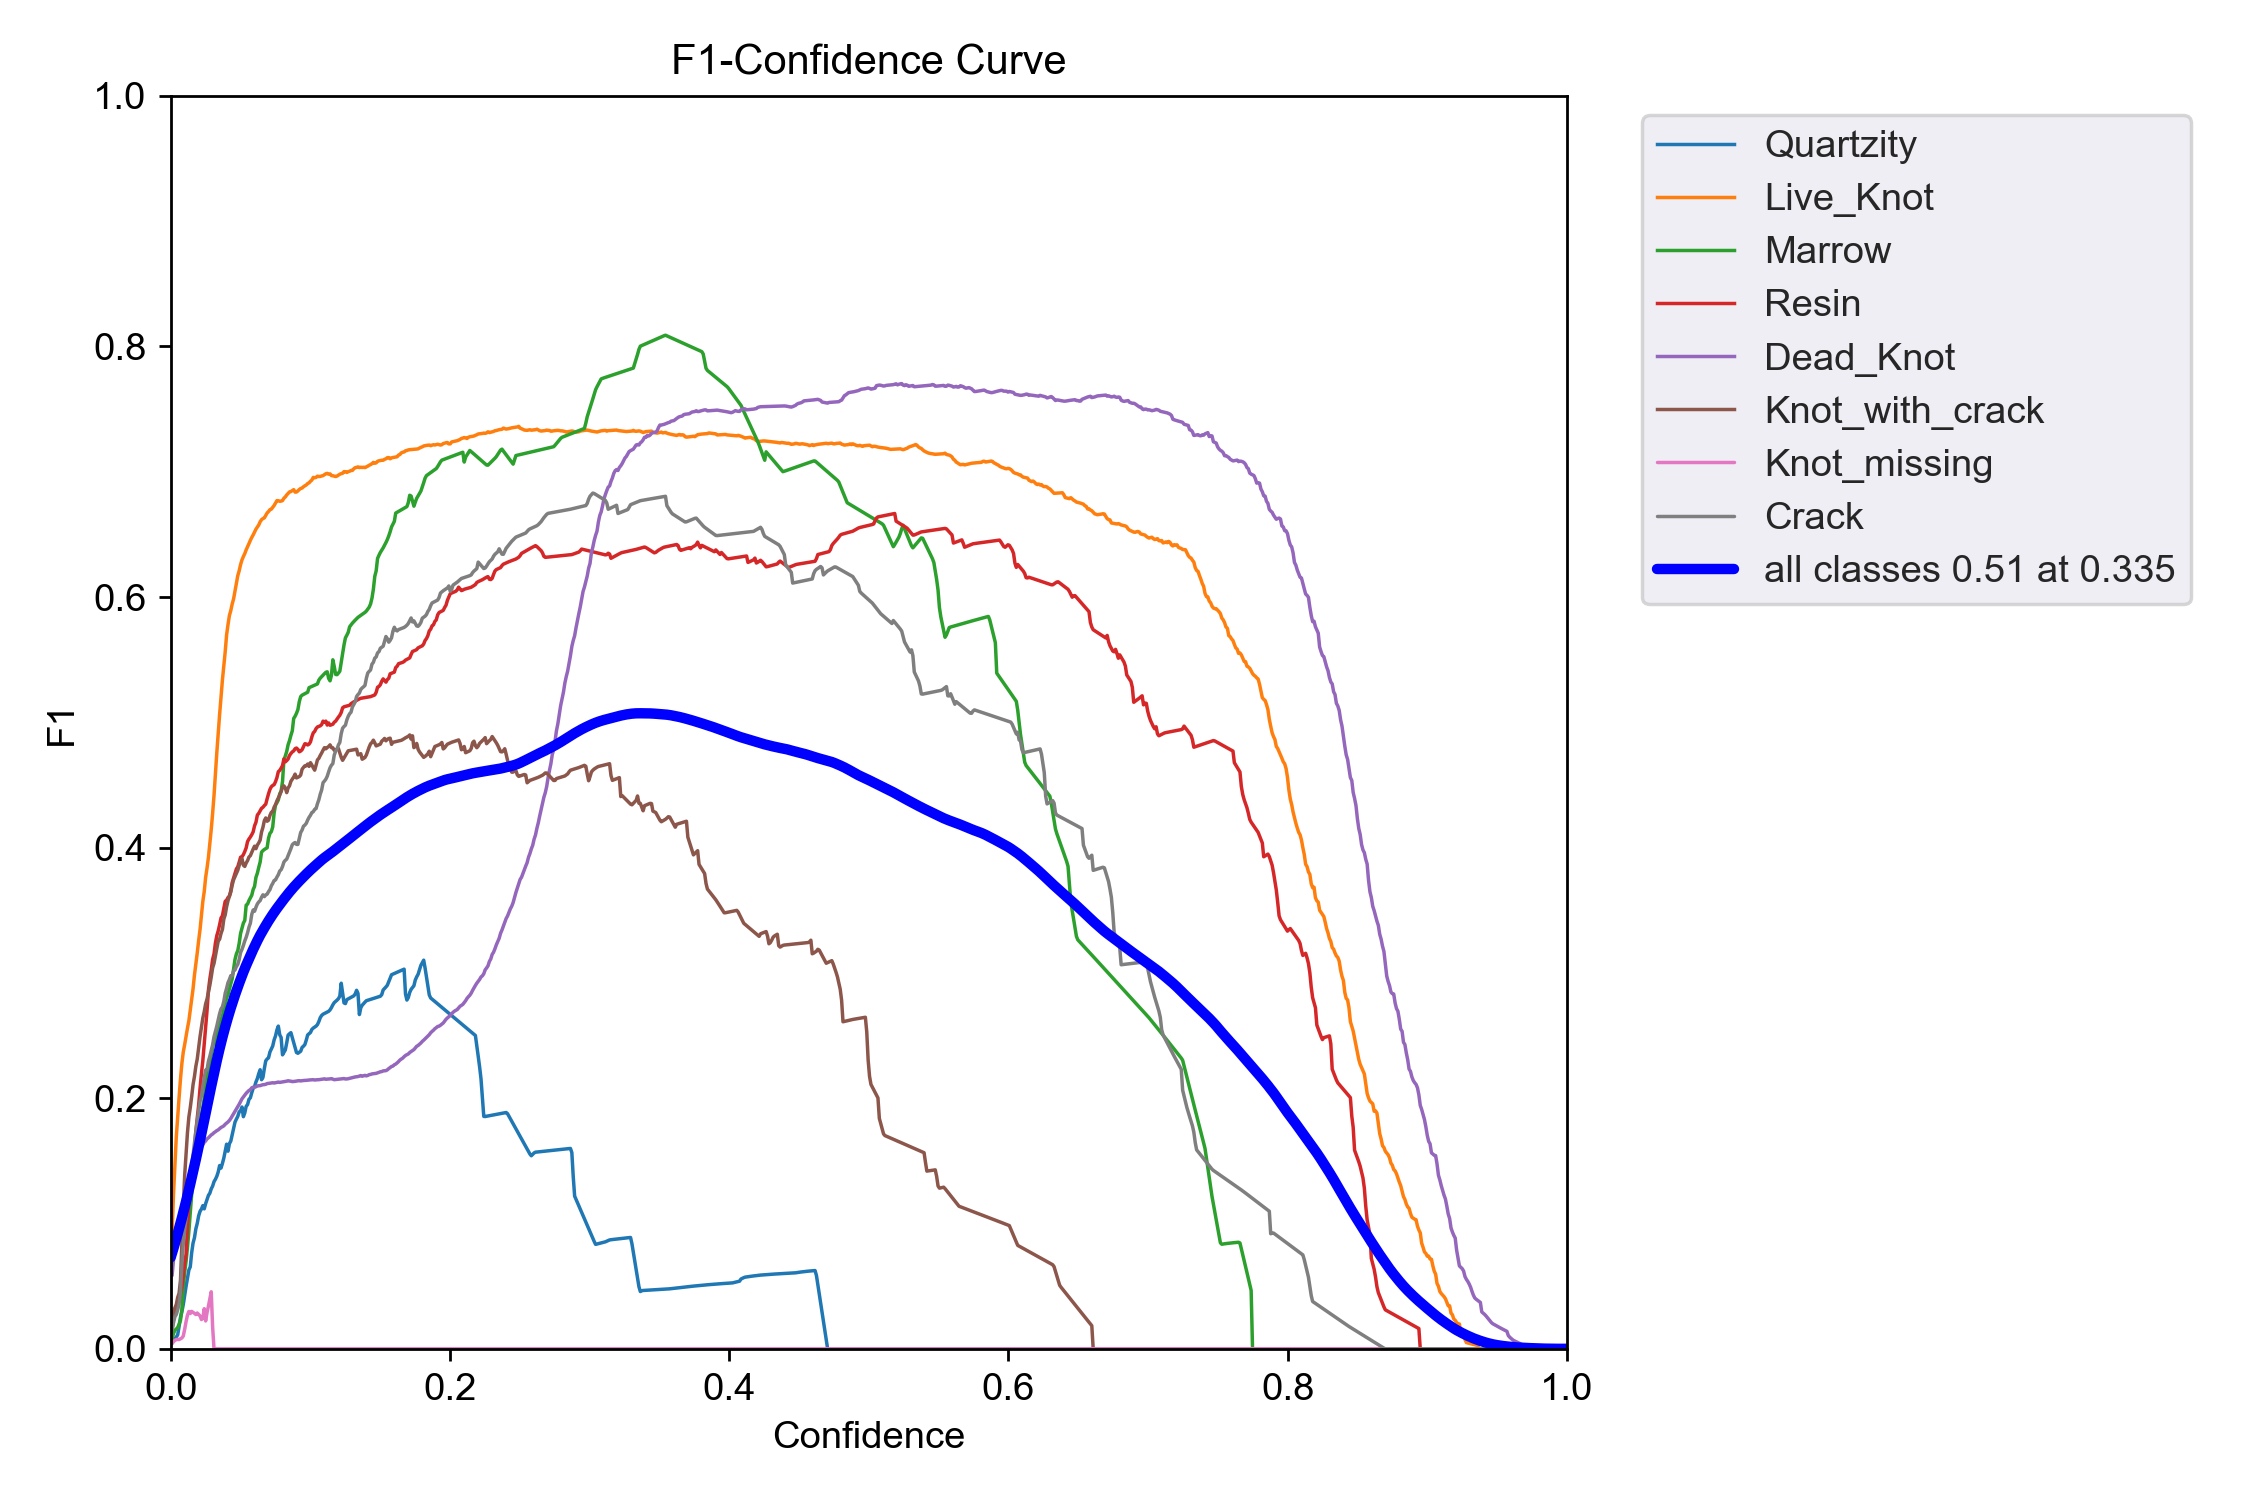 F1-Confidence Curve
1.0
0.8
0.6
0.4
0.2
0.0
F1
0.0 0.2 0.4 0.6 0.8 1.0
Confidence
Quartzity
Live_Knot
Marrow
Resin
Dead_Knot
Knot_with_crack
Knot_missing
Crack
all classes 0.51 at 0.335